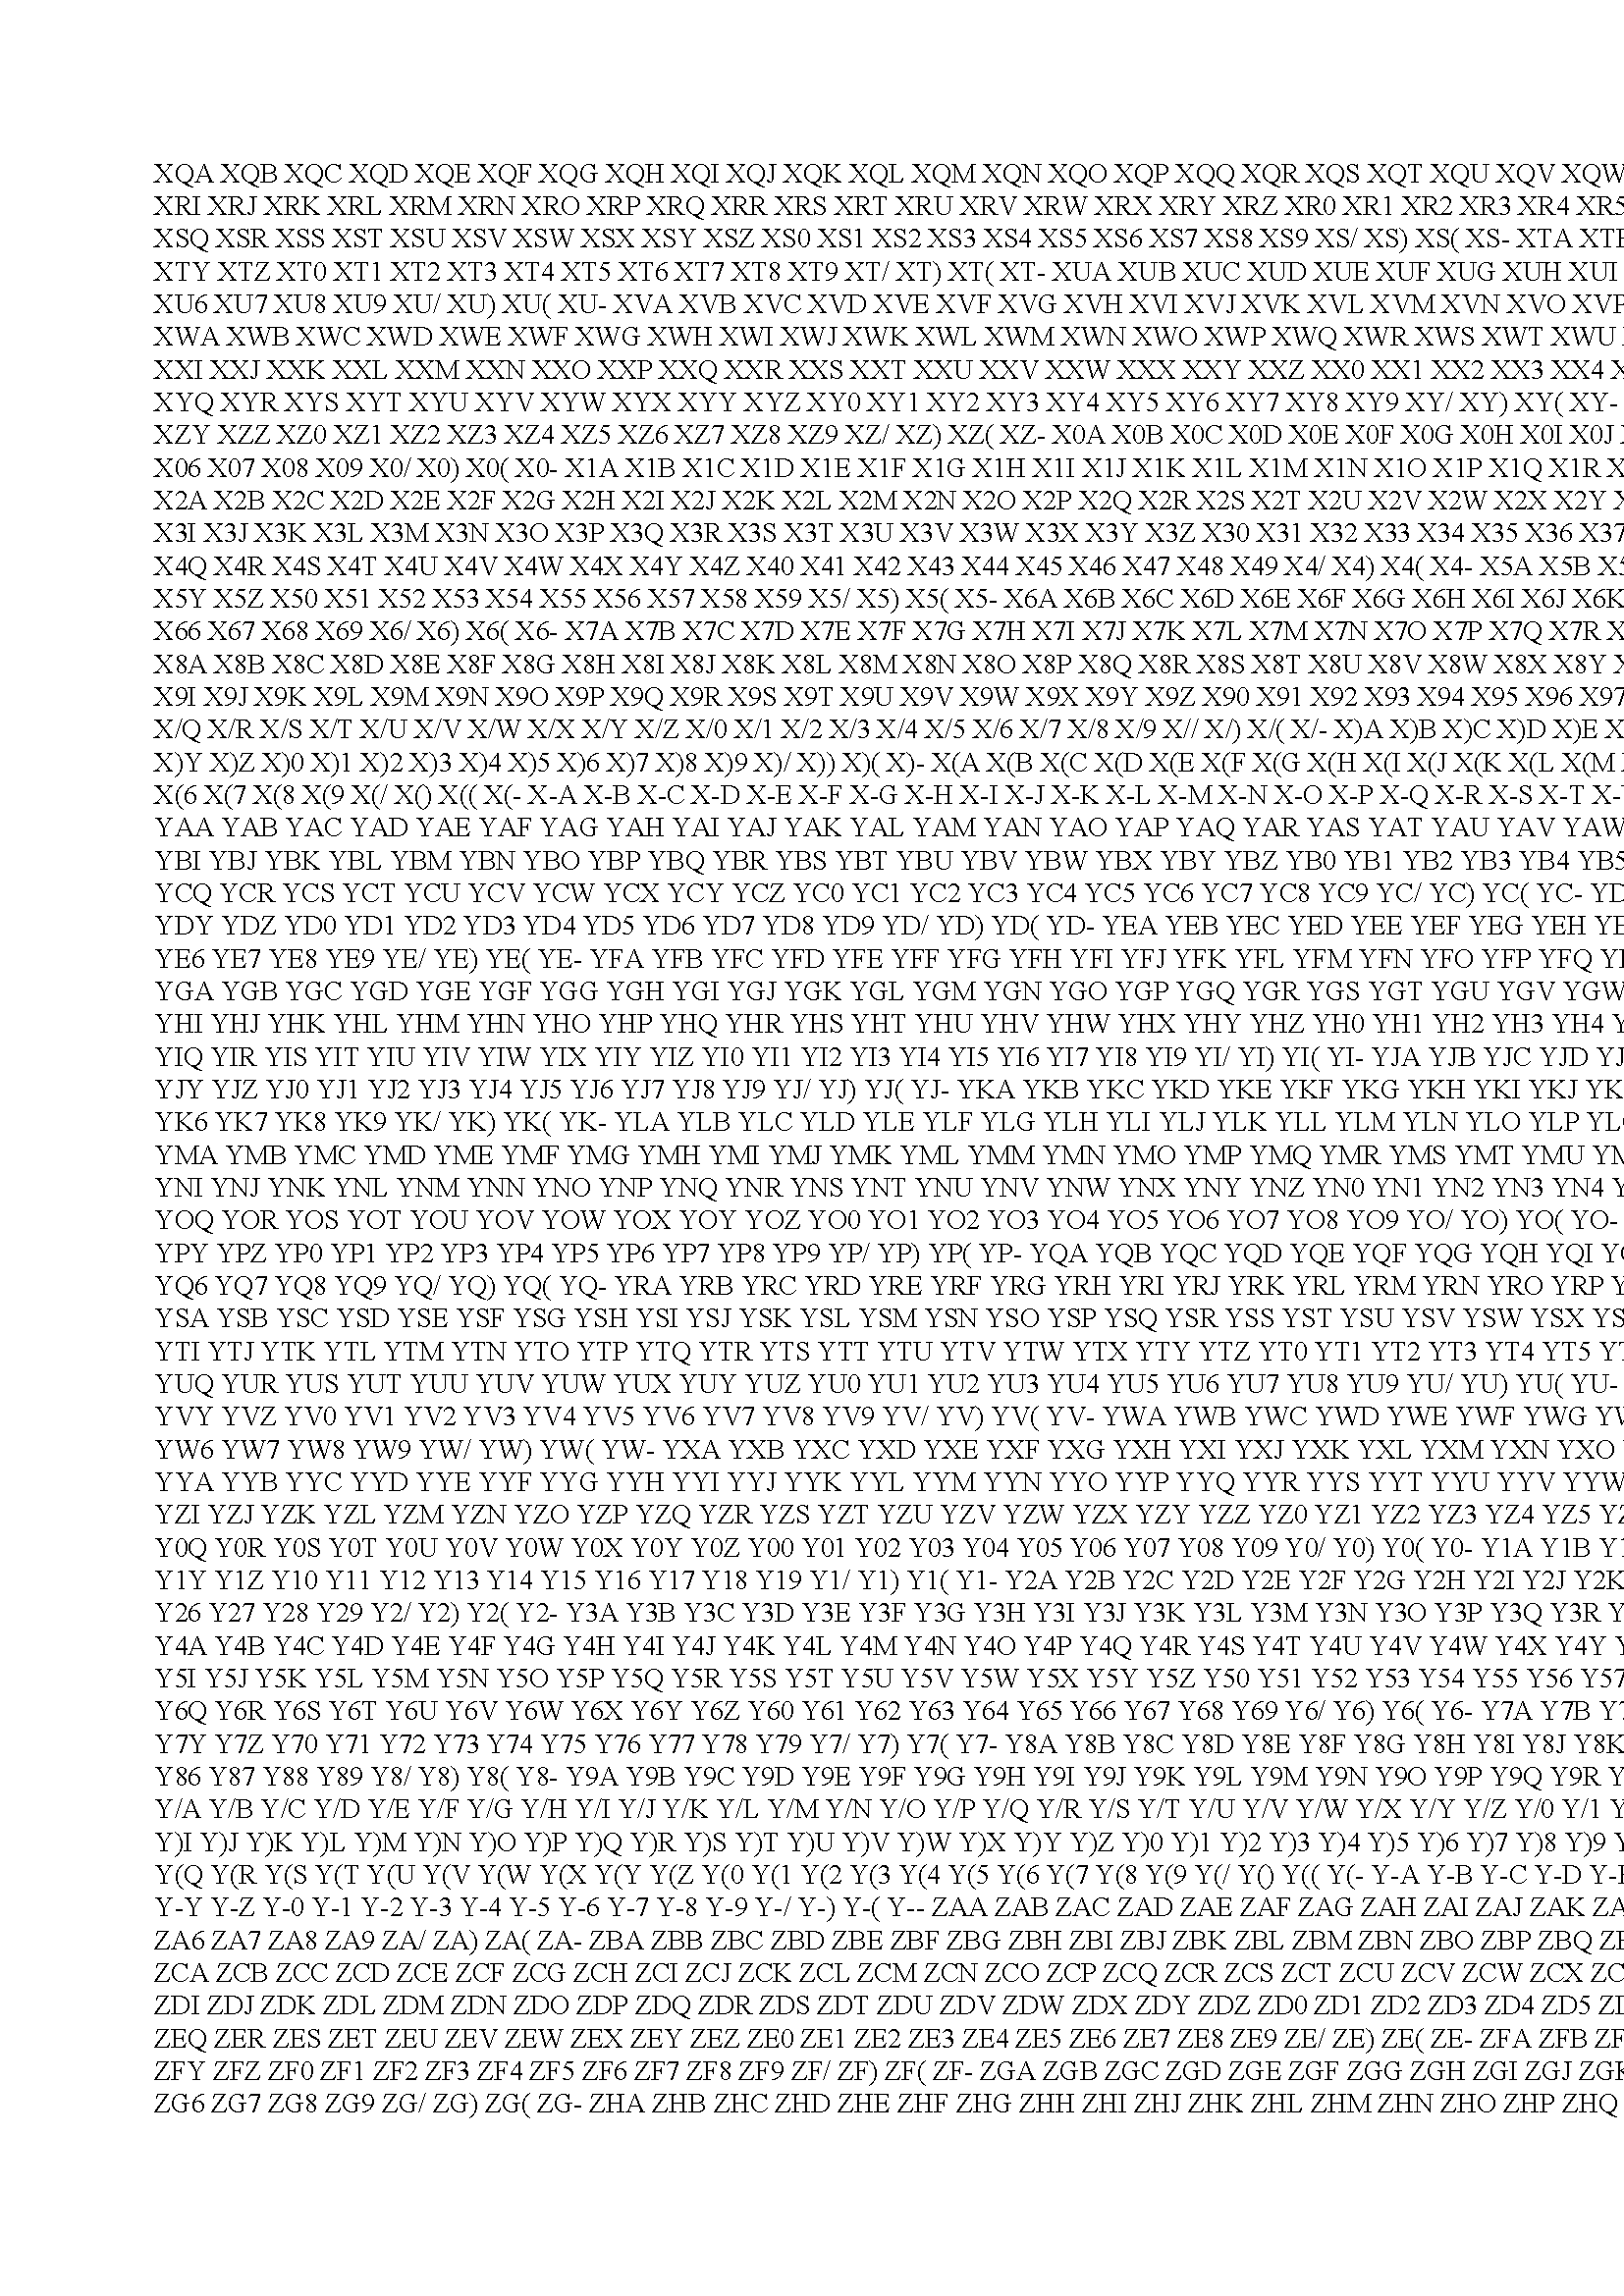 XQA XQB XQC XQD XQE XQF XQG XQH XQI XQJ XQK XQL XQM XQN XQO XQP XQQ XQR XQS XQT XQU XQV XQW
XRI XRJ XRK XRL XRM XRN XRO XRP XRQ XRR XRS XRT XRU XRV XRW XRX XRY XRZ XR0 XR1 XR2 XR3 XR4 XR5
XSQ XSR XSS XST XSU XSV XSW XSX XSY XSZ XS0 XS1 XS2 XS3 XS4 XS5 XS6 XS7 XS8 XS9 XS/ XS) XS( XS- XTA
XTY XTZ XT0 XT1 XT2 XT3 XT4 XT5 XT6 XT7 XT8 XT9 XT/ XT) XT( XT- XUA XUB XUC XUD XUE XUF XUG XUH XUI
XU6 XU7 XU8 XU9 XU/ XU) XU( XU- XVA XVB XVC XVD XVE XVF XVG XVH XVI XVJ XVK XVL XVM XVN XVO
XWA XWB XWC XWD XWE XWF XWG XWH XWI XWJ XWK XWL XWM XWN XWO XWP XWQ XWR XWS XWT XWU
XXI XXJ XXK XXL XXM XXN XXO XXP XXQ XXR XXS XXT XXU XXV XXW XXX XXY XXZ XX0 XX1 XX2 XX3 XX4
XYQ XYR XYS XYT XYU XYV XYW XYX XYY XYZ XY0 XY1 XY2 XY3 XY4 XY5 XY6 XY7 XY8 XY9 XY/ XY) XY( XY-
XZY XZZ XZ0 XZ1 XZ2 XZ3 XZ4 XZ5 XZ6 XZ7 XZ8 XZ9 XZ/ XZ) XZ( XZ- X0A X0B X0C X0D X0E X0F X0G X0H X0I X0J
X06 X07 X08 X09 X0/ X0) X0( X0- X1A X1B X1C X1D X1E X1F X1G X1H X1I X1J X1K X1L X1M X1N X1O X1P X1Q X1R
X2A X2B X2C X2D X2E X2F X2G X2H X2I X2J X2K X2L X2M X2N X2O X2P X2Q X2R X2S X2T X2U X2V X2W X2X X2Y
X3I X3J X3K X3L X3M X3N X3O X3P X3Q X3R X3S X3T X3U X3V X3W X3X X3Y X3Z X30 X31 X32 X33 X34 X35 X36 X37
X4Q X4R X4S X4T X4U X4V X4W X4X X4Y X4Z X40 X41 X42 X43 X44 X45 X46 X47 X48 X49 X4/ X4) X4( X4- X5A X5B
X5Y X5Z X50 X51 X52 X53 X54 X55 X56 X57 X58 X59 X5/ X5) X5( X5- X6A X6B X6C X6D X6E X6F X6G X6H X6I X6J X6K
X66 X67 X68 X69 X6/ X6) X6( X6- X7A X7B X7C X7D X7E X7F X7G X7H X7I X7J X7K X7L X7M X7N X7O X7P X7Q X7R
X8A X8B X8C X8D X8E X8F X8G X8H X8I X8J X8K X8L X8M X8N X8O X8P X8Q X8R X8S X8T X8U X8V X8W X8X X8Y
X9I X9J X9K X9L X9M X9N X9O X9P X9Q X9R X9S X9T X9U X9V X9W X9X X9Y X9Z X90 X91 X92 X93 X94 X95 X96 X97
X/Q X/R X/S X/T X/U X/V X/W X/X X/Y X/Z X/0 X/1 X/2 X/3 X/4 X/5 X/6 X/7 X/8 X/9 X// X/) X/( X/- X)A X)B X)C X)D X)E
X)Y X)Z X)0 X)1 X)2 X)3 X)4 X)5 X)6 X)7 X)8 X)9 X)/ X)) X)( X)- X(A X(B X(C X(D X(E X(F X(G X(H X(I X(J X(K X(L X(M
X(6 X(7 X(8 X(9 X(/ X() X(( X(- X-A X-B X-C X-D X-E X-F X-G X-H X-I X-J X-K X-L X-M X-N X-O X-P X-Q X-R X-S X-T
YAA YAB YAC YAD YAE YAF YAG YAH YAI YAJ YAK YAL YAM YAN YAO YAP YAQ YAR YAS YAT YAU YAV YAW
YBI YBJ YBK YBL YBM YBN YBO YBP YBQ YBR YBS YBT YBU YBV YBW YBX YBY YBZ YB0 YB1 YB2 YB3 YB4 YB5
YCQ YCR YCS YCT YCU YCV YCW YCX YCY YCZ YC0 YC1 YC2 YC3 YC4 YC5 YC6 YC7 YC8 YC9 YC/ YC) YC( YC-
YDY YDZ YD0 YD1 YD2 YD3 YD4 YD5 YD6 YD7 YD8 YD9 YD/ YD) YD( YD- YEA YEB YEC YED YEE YEF YEG YEH
YE6 YE7 YE8 YE9 YE/ YE) YE( YE- YFA YFB YFC YFD YFE YFF YFG YFH YFI YFJ YFK YFL YFM YFN YFO YFP YFQ
YGA YGB YGC YGD YGE YGF YGG YGH YGI YGJ YGK YGL YGM YGN YGO YGP YGQ YGR YGS YGT YGU YGV YGW
YHI YHJ YHK YHL YHM YHN YHO YHP YHQ YHR YHS YHT YHU YHV YHW YHX YHY YHZ YH0 YH1 YH2 YH3 YH4
YIQ YIR YIS YIT YIU YIV YIW YIX YIY YIZ YI0 YI1 YI2 YI3 YI4 YI5 YI6 YI7 YI8 YI9 YI/ YI) YI( YI- YJA YJB YJC YJD
YJY YJZ YJ0 YJ1 YJ2 YJ3 YJ4 YJ5 YJ6 YJ7 YJ8 YJ9 YJ/ YJ) YJ( YJ- YKA YKB YKC YKD YKE YKF YKG YKH YKI YKJ
YK6 YK7 YK8 YK9 YK/ YK) YK( YK- YLA YLB YLC YLD YLE YLF YLG YLH YLI YLJ YLK YLL YLM YLN YLO YLP
YMA YMB YMC YMD YME YMF YMG YMH YMI YMJ YMK YML YMM YMN YMO YMP YMQ YMR YMS YMT YMU
YNI YNJ YNK YNL YNM YNN YNO YNP YNQ YNR YNS YNT YNU YNV YNW YNX YNY YNZ YN0 YN1 YN2 YN3 YN4
YOQ YOR YOS YOT YOU YOV YOW YOX YOY YOZ YO0 YO1 YO2 YO3 YO4 YO5 YO6 YO7 YO8 YO9 YO/ YO) YO( YO-
YPY YPZ YP0 YP1 YP2 YP3 YP4 YP5 YP6 YP7 YP8 YP9 YP/ YP) YP( YP- YQA YQB YQC YQD YQE YQF YQG YQH YQI
YQ6 YQ7 YQ8 YQ9 YQ/ YQ) YQ( YQ- YRA YRB YRC YRD YRE YRF YRG YRH YRI YRJ YRK YRL YRM YRN YRO YRP
YSA YSB YSC YSD YSE YSF YSG YSH YSI YSJ YSK YSL YSM YSN YSO YSP YSQ YSR YSS YST YSU YSV YSW YSX
YTI YTJ YTK YTL YTM YTN YTO YTP YTQ YTR YTS YTT YTU YTV YTW YTX YTY YTZ YT0 YT1 YT2 YT3 YT4 YT5
YUQ YUR YUS YUT YUU YUV YUW YUX YUY YUZ YU0 YU1 YU2 YU3 YU4 YU5 YU6 YU7 YU8 YU9 YU/ YU) YU( YU-
YVY YVZ YV0 YV1 YV2 YV3 YV4 YV5 YV6 YV7 YV8 YV9 YV/ YV) YV( YV- YWA YWB YWC YWD YWE YWF YWG
YW6 YW7 YW8 YW9 YW/ YW) YW( YW- YXA YXB YXC YXD YXE YXF YXG YXH YXI YXJ YXK YXL YXM YXN YXO
YYA YYB YYC YYD YYE YYF YYG YYH YYI YYJ YYK YYL YYM YYN YYO YYP YYQ YYR YYS YYT YYU YYV YYW
YZI YZJ YZK YZL YZM YZN YZO YZP YZQ YZR YZS YZT YZU YZV YZW YZX YZY YZZ YZ0 YZ1 YZ2 YZ3 YZ4 YZ5
Y0Q Y0R Y0S Y0T Y0U Y0V Y0W Y0X Y0Y Y0Z Y00 Y01 Y02 Y03 Y04 Y05 Y06 Y07 Y08 Y09 Y0/ Y0) Y0( Y0- Y1A Y1B
Y1Y Y1Z Y10 Y11 Y12 Y13 Y14 Y15 Y16 Y17 Y18 Y19 Y1/ Y1) Y1( Y1- Y2A Y2B Y2C Y2D Y2E Y2F Y2G Y2H Y2I Y2J Y2K
Y26 Y27 Y28 Y29 Y2/ Y2) Y2( Y2- Y3A Y3B Y3C Y3D Y3E Y3F Y3G Y3H Y3I Y3J Y3K Y3L Y3M Y3N Y3O Y3P Y3Q Y3R
Y4A Y4B Y4C Y4D Y4E Y4F Y4G Y4H Y4I Y4J Y4K Y4L Y4M Y4N Y4O Y4P Y4Q Y4R Y4S Y4T Y4U Y4V Y4W Y4X Y4Y
Y5I Y5J Y5K Y5L Y5M Y5N Y5O Y5P Y5Q Y5R Y5S Y5T Y5U Y5V Y5W Y5X Y5Y Y5Z Y50 Y51 Y52 Y53 Y54 Y55 Y56 Y57
Y6Q Y6R Y6S Y6T Y6U Y6V Y6W Y6X Y6Y Y6Z Y60 Y61 Y62 Y63 Y64 Y65 Y66 Y67 Y68 Y69 Y6/ Y6) Y6( Y6- Y7A Y7B
Y7Y Y7Z Y70 Y71 Y72 Y73 Y74 Y75 Y76 Y77 Y78 Y79 Y7/ Y7) Y7( Y7- Y8A Y8B Y8C Y8D Y8E Y8F Y8G Y8H Y8I Y8J Y8K
Y86 Y87 Y88 Y89 Y8/ Y8) Y8( Y8- Y9A Y9B Y9C Y9D Y9E Y9F Y9G Y9H Y9I Y9J Y9K Y9L Y9M Y9N Y9O Y9P Y9Q Y9R
Y/A Y/B Y/C Y/D Y/E Y/F Y/G Y/H Y/I Y/J Y/K Y/L Y/M Y/N Y/O Y/P Y/Q Y/R Y/S Y/T Y/U Y/V Y/W Y/X Y/Y Y/Z Y/0 Y/1
Y)I Y)J Y)K Y)L Y)M Y)N Y)O Y)P Y)Q Y)R Y)S Y)T Y)U Y)V Y)W Y)X Y)Y Y)Z Y)0 Y)1 Y)2 Y)3 Y)4 Y)5 Y)6 Y)7 Y)8 Y)9
Y(Q Y(R Y(S Y(T Y(U Y(V Y(W Y(X Y(Y Y(Z Y(0 Y(1 Y(2 Y(3 Y(4 Y(5 Y(6 Y(7 Y(8 Y(9 Y(/ Y() Y(( Y(- Y-A Y-B Y-C Y-D
Y-Y Y-Z Y-0 Y-1 Y-2 Y-3 Y-4 Y-5 Y-6 Y-7 Y-8 Y-9 Y-/ Y-) Y-( Y-- ZAA ZAB ZAC ZAD ZAE ZAF ZAG ZAH ZAI ZAJ ZAK
ZA6 ZA7 ZA8 ZA9 ZA/ ZA) ZA( ZA- ZBA ZBB ZBC ZBD ZBE ZBF ZBG ZBH ZBI ZBJ ZBK ZBL ZBM ZBN ZBO ZBP ZBQ
ZCA ZCB ZCC ZCD ZCE ZCF ZCG ZCH ZCI ZCJ ZCK ZCL ZCM ZCN ZCO ZCP ZCQ ZCR ZCS ZCT ZCU ZCV ZCW ZCX
ZDI ZDJ ZDK ZDL ZDM ZDN ZDO ZDP ZDQ ZDR ZDS ZDT ZDU ZDV ZDW ZDX ZDY ZDZ ZD0 ZD1 ZD2 ZD3 ZD4 ZD5
ZEQ ZER ZES ZET ZEU ZEV ZEW ZEX ZEY ZEZ ZE0 ZE1 ZE2 ZE3 ZE4 ZE5 ZE6 ZE7 ZE8 ZE9 ZE/ ZE) ZE( ZE- ZFA ZFB
ZFY ZFZ ZF0 ZF1 ZF2 ZF3 ZF4 ZF5 ZF6 ZF7 ZF8 ZF9 ZF/ ZF) ZF( ZF- ZGA ZGB ZGC ZGD ZGE ZGF ZGG ZGH ZGI ZGJ
ZG6 ZG7 ZG8 ZG9 ZG/ ZG) ZG( ZG- ZHA ZHB ZHC ZHD ZHE ZHF ZHG ZHH ZHI ZHJ ZHK ZHL ZHM ZHN ZHO ZHP ZHQ